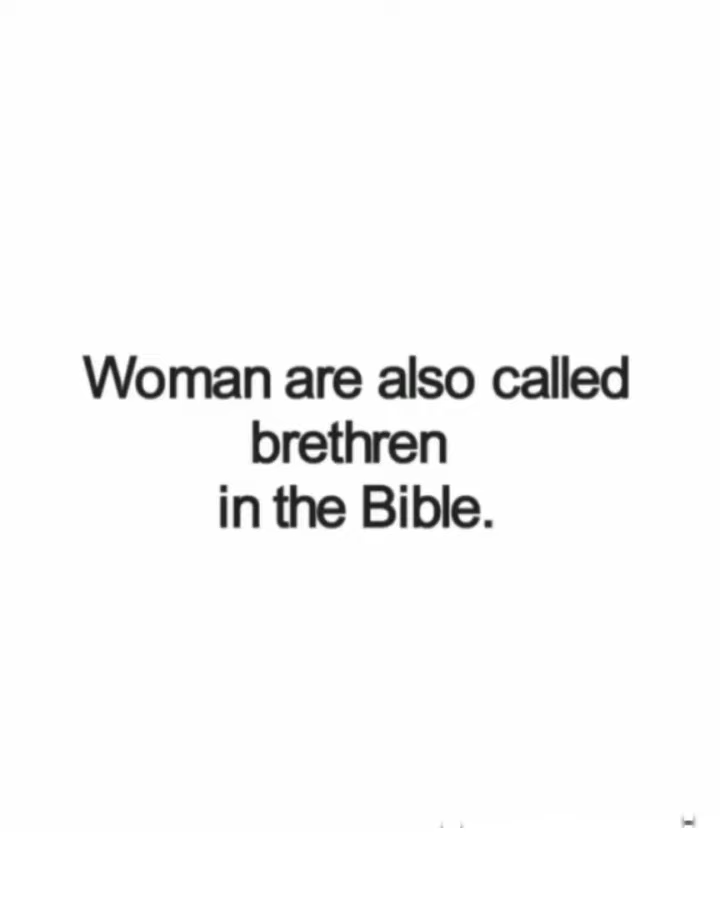 Woman are also called
brethren
in the Bible.